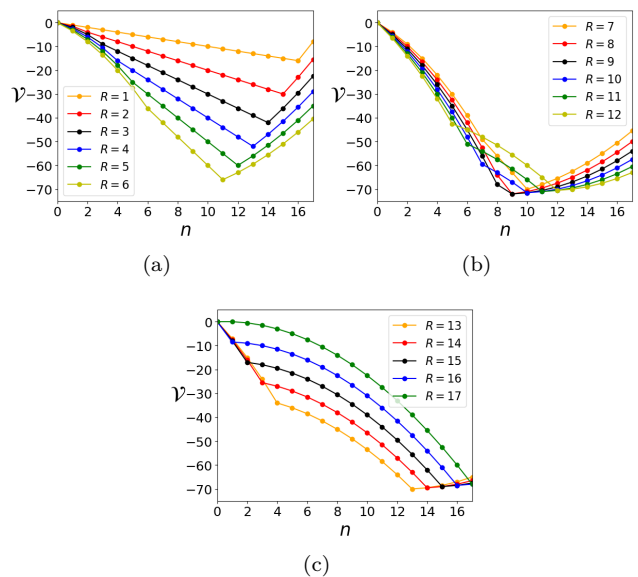 0
−10
−20
−30
−40
−50
−60
−70
𝒱
R = 1
R = 2
R = 3
R = 4
R = 5
R = 6
0 2 4 6 8 10 12 14 16
n
(a)
0
−10
−20
−30
−40
−50
−60
−70
𝒱
R = 7
R = 8
R = 9
R = 10
R = 11
R = 12
0 2 4 6 8 10 12 14 16
n
(b)
0
−10
−20
−30
−40
−50
−60
−70
𝒱
R = 13
R = 14
R = 15
R = 16
R = 17
0 2 4 6 8 10 12 14 16
n
(c)